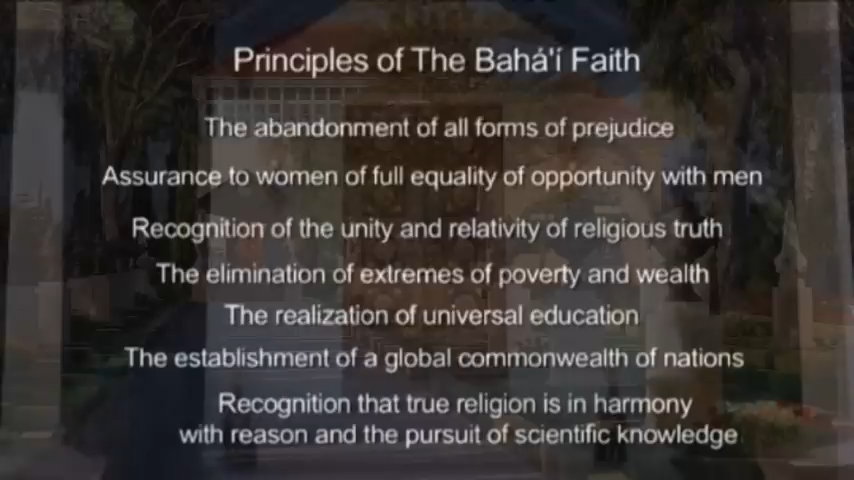 Principles of The Bahá'í Faith
The abandonment of all forms of prejudice
Assurance to women of full equality of opportunity with men
Recognition of the unity and relativity of religious truth
The elimination of extremes of poverty and wealth
The realization of universal education
The establishment of a global commonwealth of nations
Recognition that true religion is in harmony
with reason and the pursuit of scientific knowledge